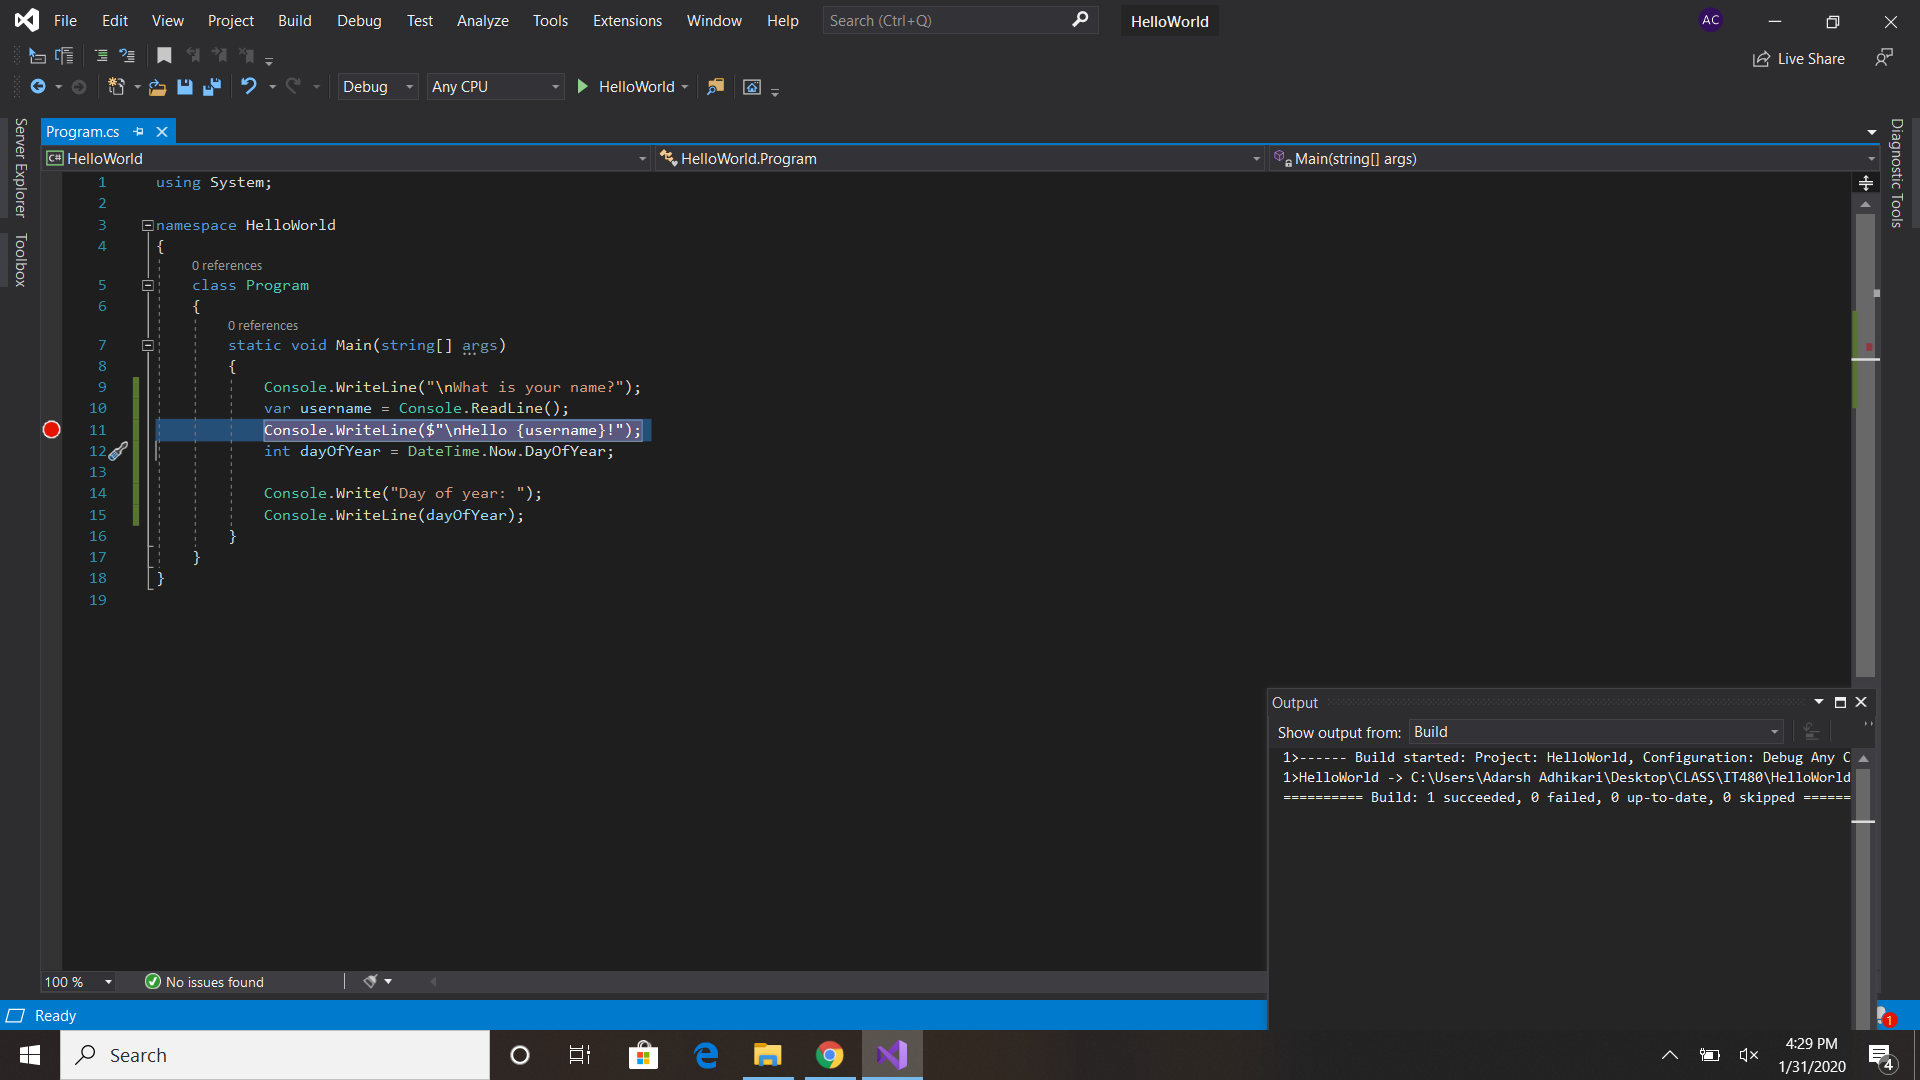 File Edit View Project Build Debug Test Analyze Tools Extensions Window Help Search (Ctrl+Q) HelloWorld AC
Live Share
Debug Any CPU HelloWorld
Server Explorer
Toolbox
Program.cs
HelloWorld HelloWorld.Program Main(string[] args)
1 using System;
2
3 namespace HelloWorld
4 {
0 references
5 class Program
6 {
0 references
7 static void Main(string[] args)
8 {
9 Console.WriteLine("\nWhat is your name?");
10 var username = Console.ReadLine();
11 Console.WriteLine($"\nHello {username}!");
12 int dayOfYear = DateTime.Now.DayOfYear;
13
14 Console.Write("Day of year: ");
15 Console.WriteLine(dayOfYear);
16 }
17 }
18 }
19
Diagnostic Tools
Output
Show output from: Build
1>------ Build started: Project: HelloWorld, Configuration: Debug Any C
1>HelloWorld -> C:\Users\Adarsh Adhikari\Desktop\CLASS\IT480\HelloWorld
========== Build: 1 succeeded, 0 failed, 0 up-to-date, 0 skipped ======
100 % No issues found
Ready 1
Search
4:29 PM
1/31/2020
4